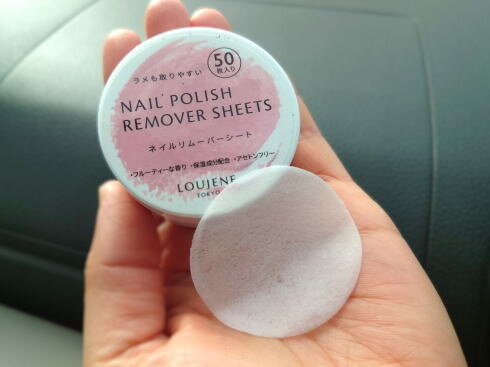 ラメも取りやすい
50
枚入り
NAIL POLISH
REMOVER SHEETS
ネイルリムーバーシート
・フルーティーな香り ・保湿成分配合 ・アセトンフリー
LOUJENE
TOKYO